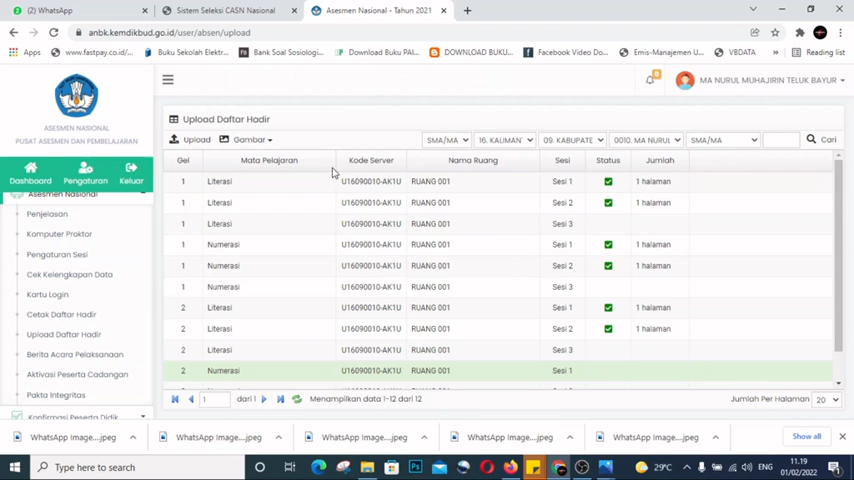 (2) WhatsApp
Sistem Seleksi CASN Nasional
Asesmen Nasional - Tahun 2021
anbk.kemdikbud.go.id/user/absen/upload
Apps
www.fastpay.co.id/...
Buku Sekolah Elektr...
Bank Soal Sosiologi...
Download Buku PAI...
DOWNLOAD BUKU...
Facebook Video Do...
Emis-Manajemen U...
VBDATA
Reading list
ASESMEN NASIONAL
PUSAT ASESMEN DAN PEMBELAJARAN
Dashboard
Pengaturan
Keluar
Asesmen Nasional
Penjelasan
Komputer Proktor
Pengaturan Sesi
Cek Kelengkapan Data
Kartu Login
Cetak Daftar Hadir
Upload Daftar Hadir
Berita Acara Pelaksanaan
Aktivasi Peserta Cadangan
Pakta Integritas
Konfirmasi Peserta Didik
MA NURUL MUHAJIRIN TELUK BAYUR
Upload Daftar Hadir
Upload Gambar SMA/MA 16. KALIMAN 09. KABUPATE 0010. MA NURUL SMA/MA Cari
Gel Mata Pelajaran Kode Server Nama Ruang Sesi Status Jumlah
1 Literasi U16090010-AK1U RUANG 001 Sesi 1 1 halaman
1 Literasi U16090010-AK1U RUANG 001 Sesi 2 1 halaman
1 Literasi U16090010-AK1U RUANG 001 Sesi 3
1 Numerasi U16090010-AK1U RUANG 001 Sesi 1 1 halaman
1 Numerasi U16090010-AK1U RUANG 001 Sesi 2 1 halaman
1 Numerasi U16090010-AK1U RUANG 001 Sesi 3
2 Literasi U16090010-AK1U RUANG 001 Sesi 1 1 halaman
2 Literasi U16090010-AK1U RUANG 001 Sesi 2 1 halaman
2 Literasi U16090010-AK1U RUANG 001 Sesi 3
2 Numerasi U16090010-AK1U RUANG 001 Sesi 1
1 dari 1 Menampilkan data 1-12 dari 12 Jumlah Per Halaman 20
WhatsApp Image....jpeg
WhatsApp Image....jpeg
WhatsApp Image....jpeg
WhatsApp Image....jpeg
WhatsApp Image....jpeg
Show all
Type here to search
29°C
ENG
11.19
01/02/2022